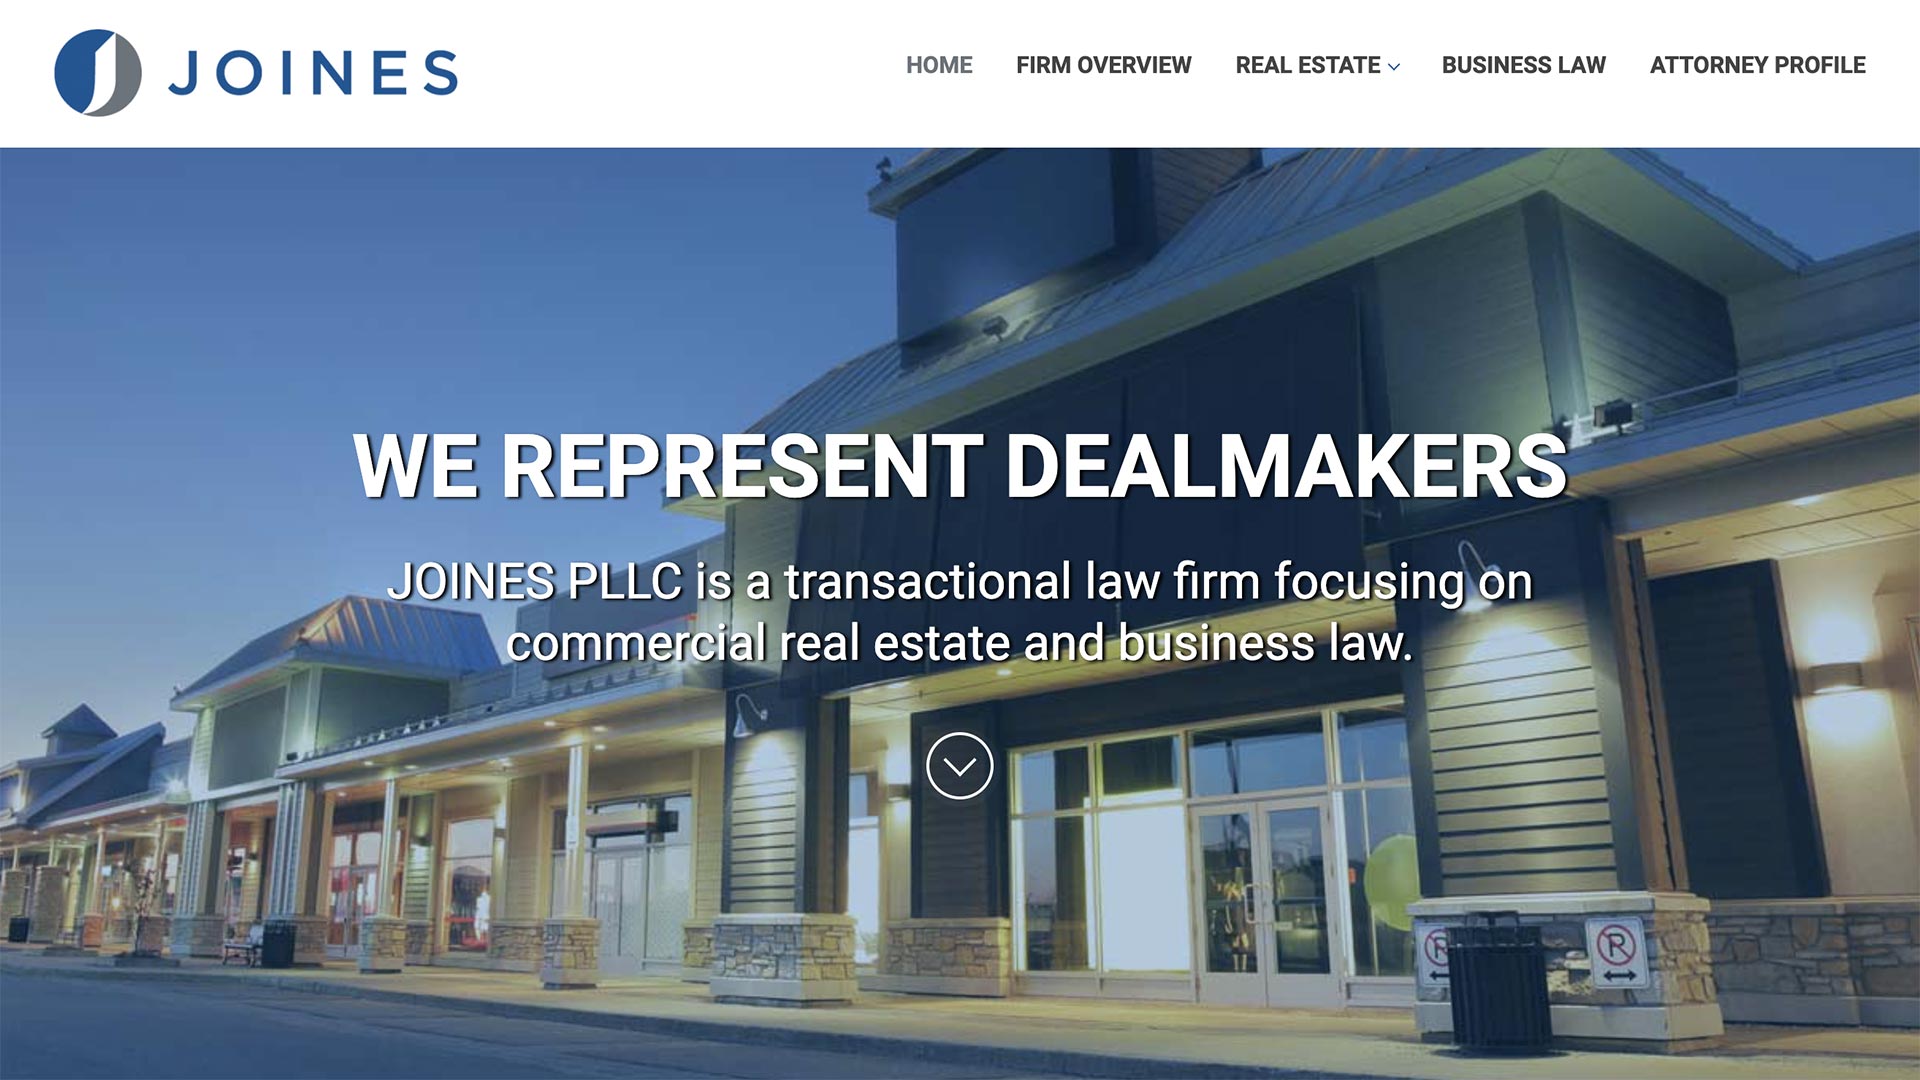 JOINES
HOME FIRM OVERVIEW REAL ESTATE BUSINESS LAW ATTORNEY PROFILE
WE REPRESENT DEALMAKERS
JOINES PLLC is a transactional law firm focusing on
commercial real estate and business law.
P
P